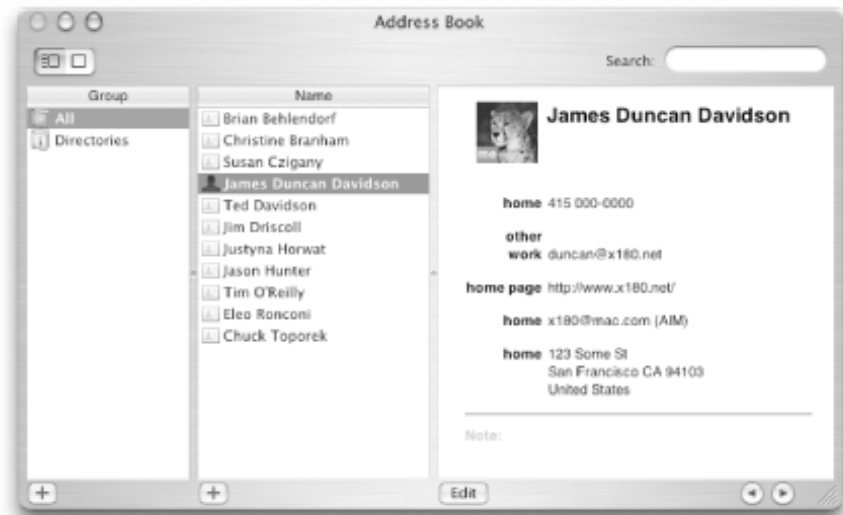 Address Book
Search:
Group
All
Directories
Name
Brian Behlendorf
Christine Branham
Susan Czigany
James Duncan Davidson
Ted Davidson
Jim Driscoll
Justyna Horwat
Jason Hunter
Tim O'Reilly
Eleo Ronconi
Chuck Toporek
me
James Duncan Davidson
home 415 000-0000
other
work duncan@x180.net
home page http://www.x180.net/
home x180@mac.com (AIM)
home 123 Some St
San Francisco CA 94103
United States
Note:
+
+
Edit